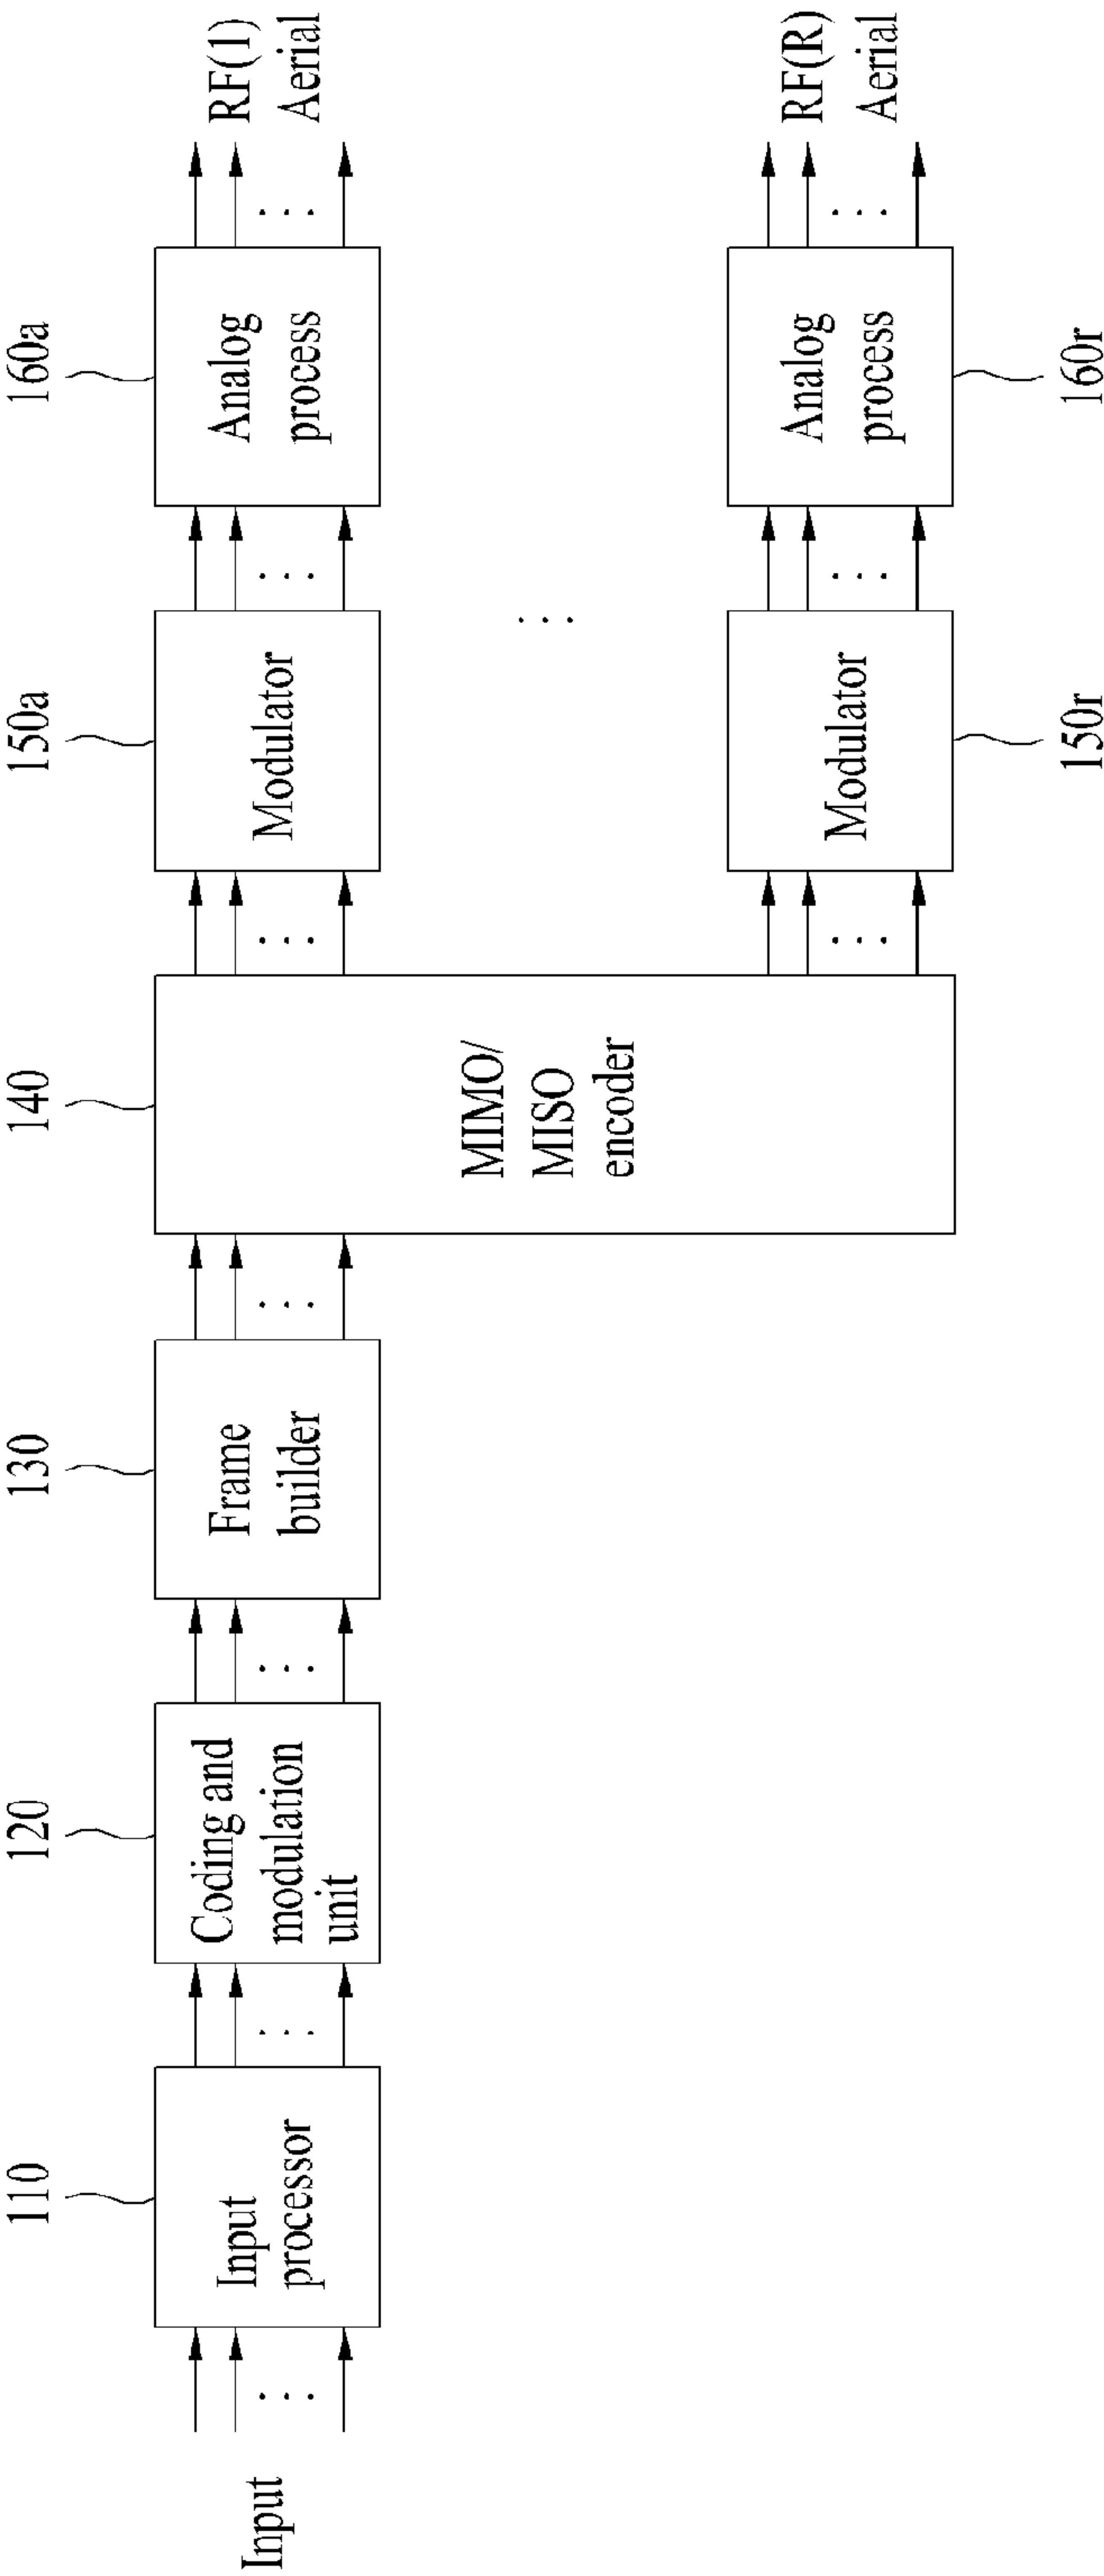 110
120
130
140
150a
160a
Input
Input
processor
Coding and
modulation
unit
Frame
builder
MIMO/
MISO
encoder
Modulator
Analog
process
RF(1)
Aerial
Modulator
Analog
process
RF(R)
Aerial
150r
160r